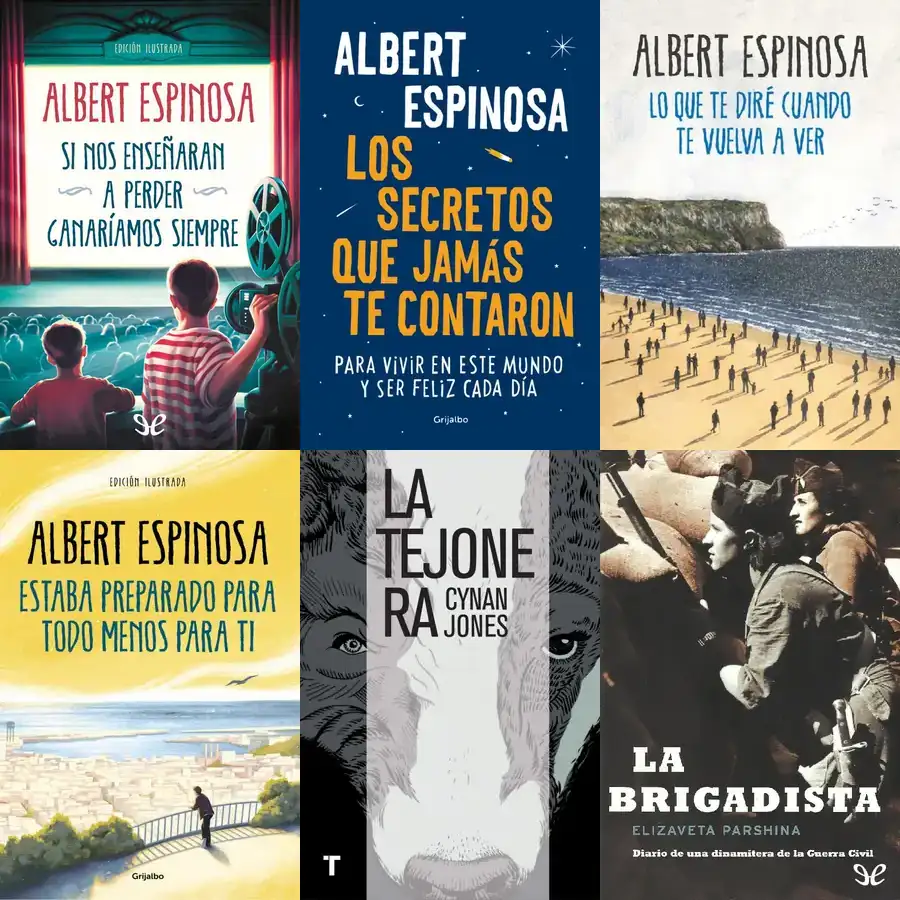 EDICIÓN ILUSTRADA
ALBERT ESPINOSA
SI NOS ENSEÑARAN
A PERDER
GANARÍAMOS SIEMPRE
ALBERT
ESPINOSA
LOS
SECRETOS
QUE JAMÁS
TE CONTARON
PARA VIVIR EN ESTE MUNDO
Y SER FELIZ CADA DÍA
Grijalbo
ALBERT ESPINOSA
LO QUE TE DIRÉ CUANDO
TE VUELVA A VER
EDICIÓN ILUSTRADA
ALBERT ESPINOSA
ESTABA PREPARADO PARA
TODO MENOS PARA TI
Grijalbo
LA
TEJONE
RA
CYNAN
JONES
T
LA
BRIGADISTA
ELIZAVETA PARSHINA
Diario de una dinamitera de la Guerra Civil